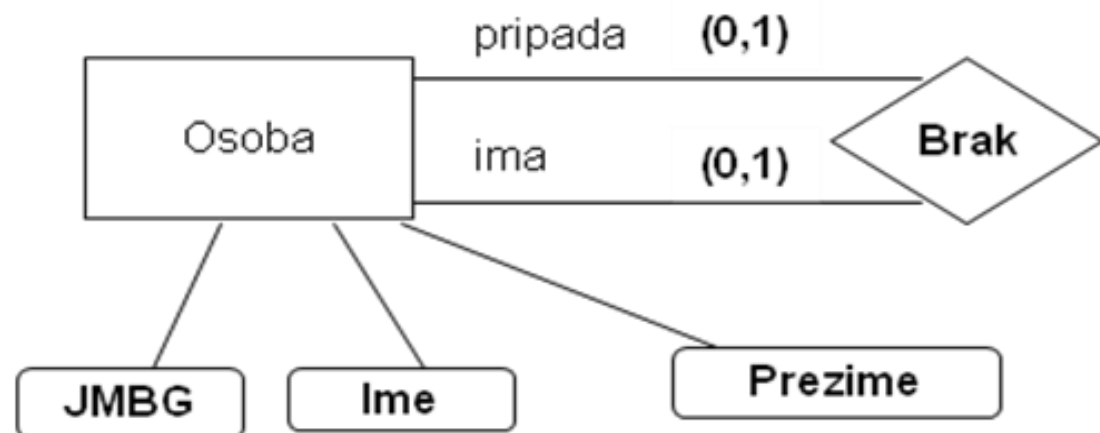 pripada (0,1)
Osoba
ima (0,1)
Brak
JMBG
Ime
Prezime